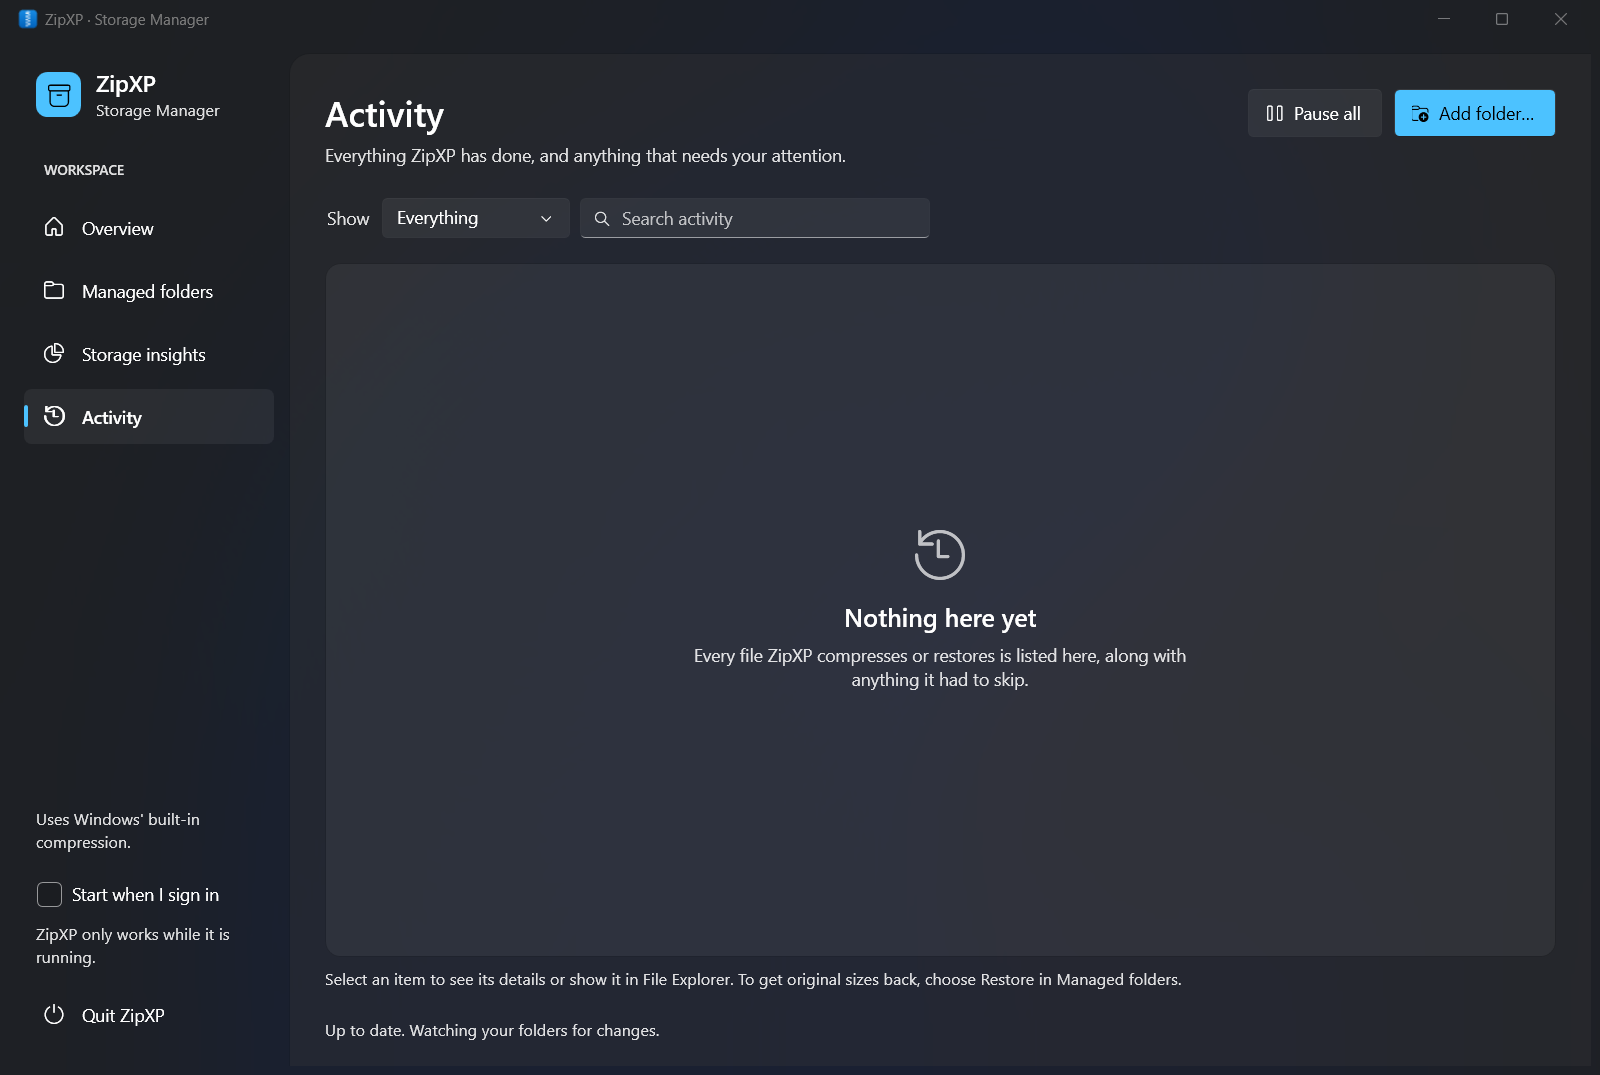 ZipXP · Storage Manager
ZipXP
Storage Manager
WORKSPACE
Overview
Managed folders
Storage insights
Activity
Uses Windows' built-in
compression.
Start when I sign in
ZipXP only works while it is
running.
Quit ZipXP
Activity
Everything ZipXP has done, and anything that needs your attention.
Pause all
Add folder...
Show
Everything
Search activity
Nothing here yet
Every file ZipXP compresses or restores is listed here, along with
anything it had to skip.
Select an item to see its details or show it in File Explorer. To get original sizes back, choose Restore in Managed folders.
Up to date. Watching your folders for changes.